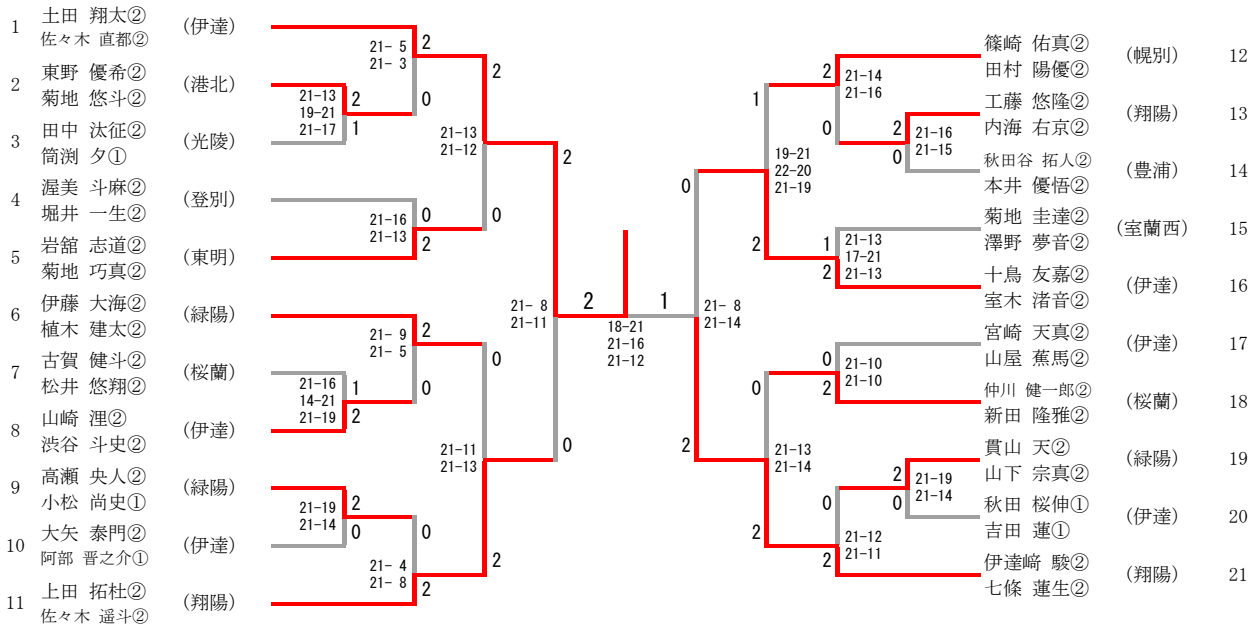 1 土田 翔太② (伊達)
佐々木 直都②
2 東野 優希② (港北)
菊地 悠斗②
3 田中 汰征② (光陵)
筒渕 夕①
4 渥美 斗麻② (登別)
堀井 一生②
5 岩舘 志道② (東明)
菊地 巧真②
6 伊藤 大海② (緑陽)
植木 建太②
7 古賀 健斗② (桜蘭)
松井 悠翔②
8 山崎 浬② (伊達)
渋谷 斗史②
9 高瀬 央人② (緑陽)
小松 尚史①
10 大矢 泰門② (伊達)
阿部 晋之介①
11 上田 拓杜② (翔陽)
佐々木 遥斗②
21- 5
21- 3
2
0
21-13
19-21
21-17
2
1
2
21-13
21-12
0
21-16
21-13
0
2
2
21- 8
21-11
0
21- 9
21- 5
2
0
21-16
14-21
21-19
1
2
0
21-11
21-13
2
21-19
21-14
2
0
21- 4
21- 8
0
2
2
18-21
21-16
21-12
1
0
21- 8
21-14
2
1
19-21
22-20
21-19
2
2
21-14
21-16
0
2
21-16
21-15
0
1
21-13
17-21
21-13
2
0
21-10
21-10
2
0
21-13
21-14
2
2
21-19
21-14
0
0
21-12
21-11
2
篠崎 佑真② (幌別) 12
田村 陽優②
工藤 悠隆② (翔陽) 13
内海 右京②
秋田谷 拓人② (豊浦) 14
本井 優悟②
菊地 圭達② (室蘭西) 15
澤野 夢音②
十鳥 友嘉② (伊達) 16
室木 渚音②
宮崎 天真② (伊達) 17
山屋 蕉馬②
仲川 健一郎② (桜蘭) 18
新田 隆雅②
貫山 天② (緑陽) 19
山下 宗真②
秋田 桜伸① (伊達) 20
吉田 蓮①
伊達﨑 駿② (翔陽) 21
七條 蓮生②